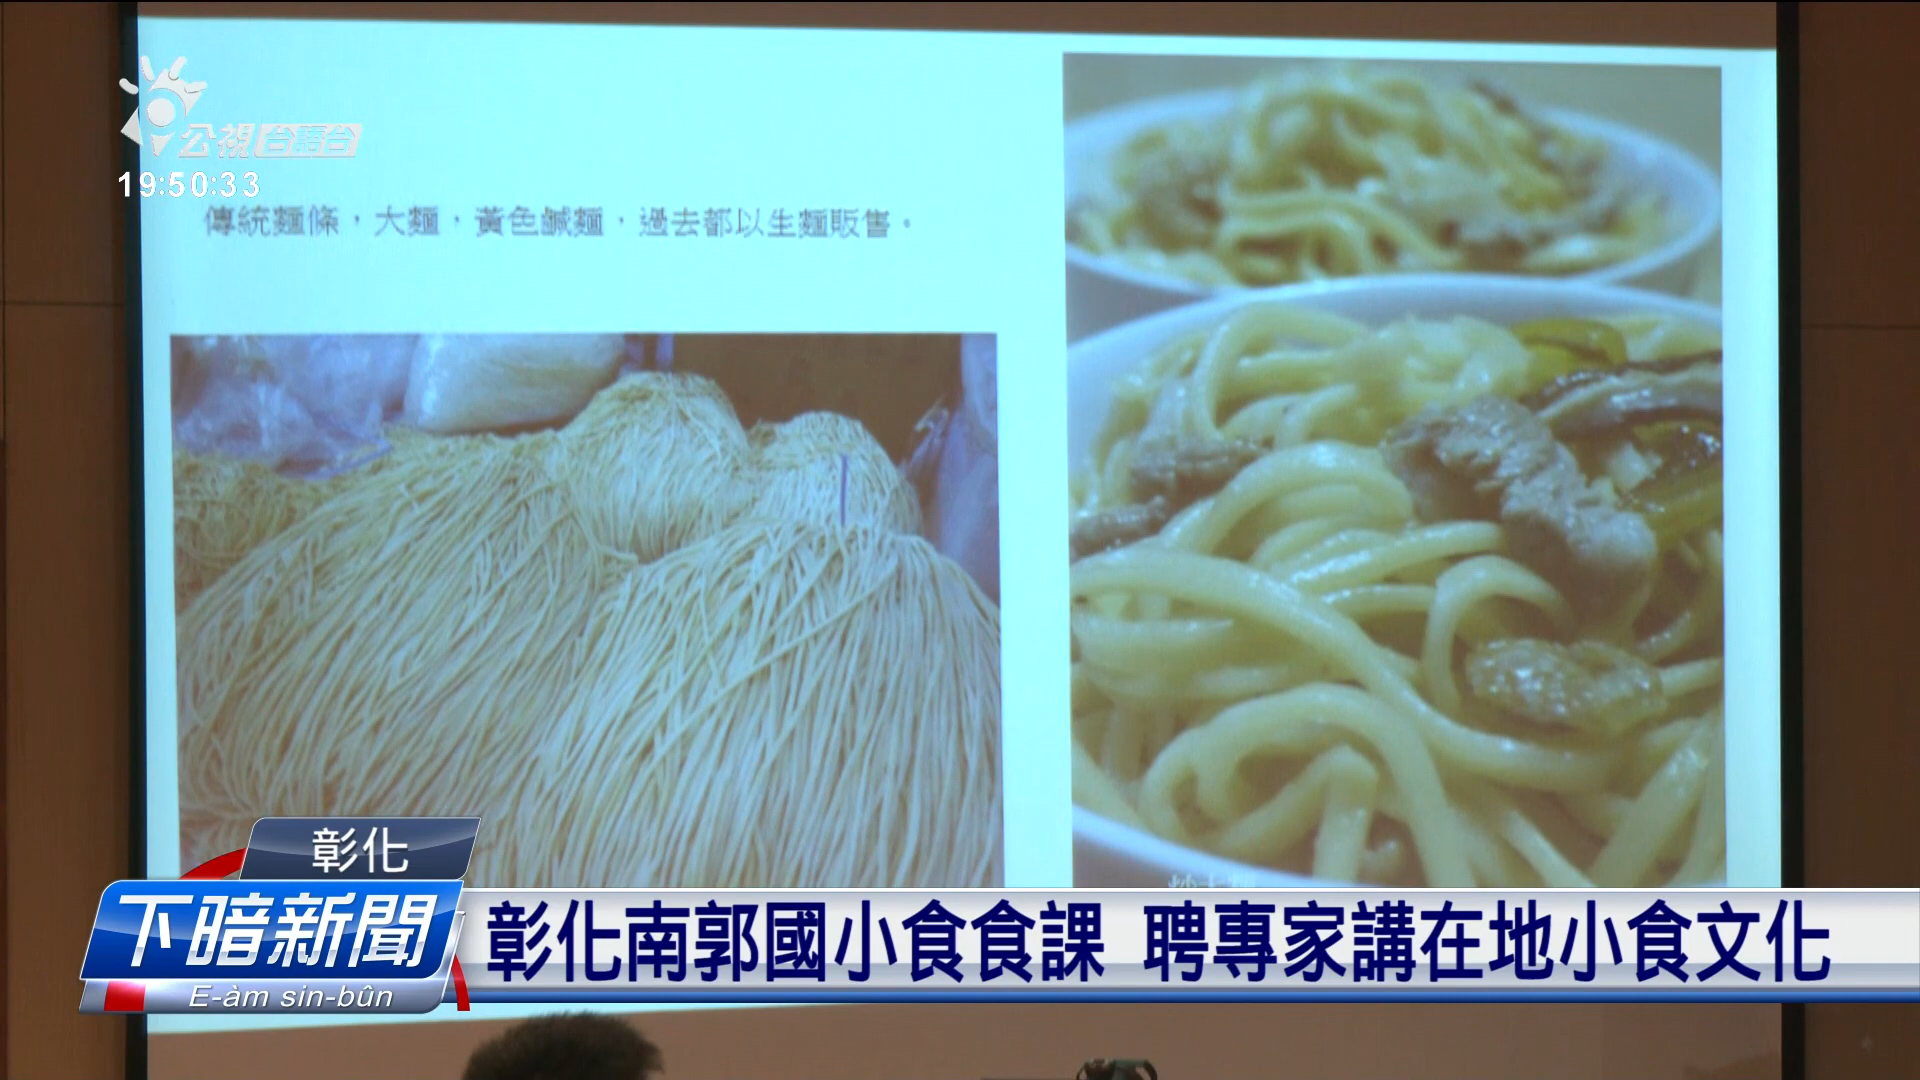 公視台語台
19:50:33
傳統麵條，大麵，黃色鹹麵，過去都以生麵販售。
彰化
下暗新聞
E-àm sin-bûn
彰化南郭國小食食課 聘專家講在地小食文化